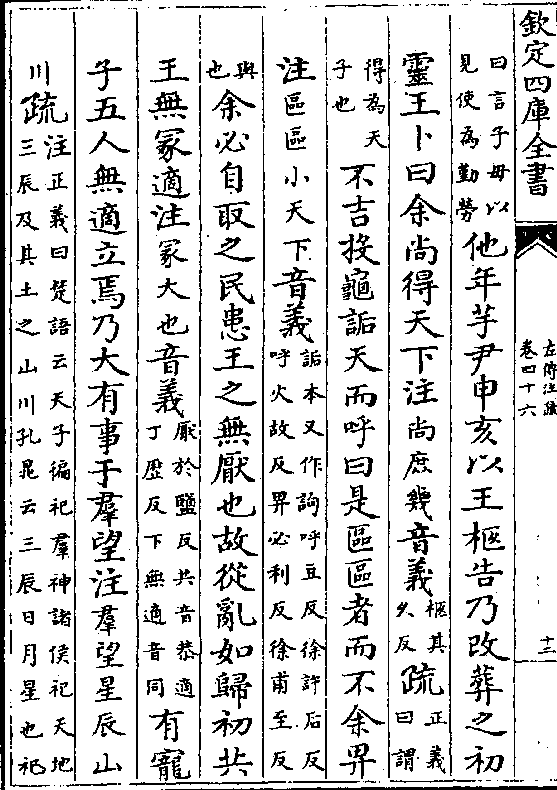 欽定四庫全書
左傳注疏
卷四十六
十三
曰言子毋以
見使為勤勞
他年芋尹申亥以王柩告乃改葬之初
靈王卜曰余尚得天下注尚庶幾音義
柩其
久反
疏
正義
曰謂
得為天
子也
不吉投龜詬天而呼曰是區區者而不余畀
注區區小天下音義
詬本又作訽呼豆反徐許后反
呼火故反畀必利反徐甫至反
與
也
余必自取之民患王之無厭也故從亂如歸初共
王無冢適注冢大也音義
厭於鹽反共音恭適
丁歷反下無適音同
有寵
子五人無適立焉乃大有事于羣望注羣望星辰山
川疏
注正義曰楚語云天子徧祀羣神諸侯祀天地
三辰及其土之山川孔晁云三辰日月星也祀